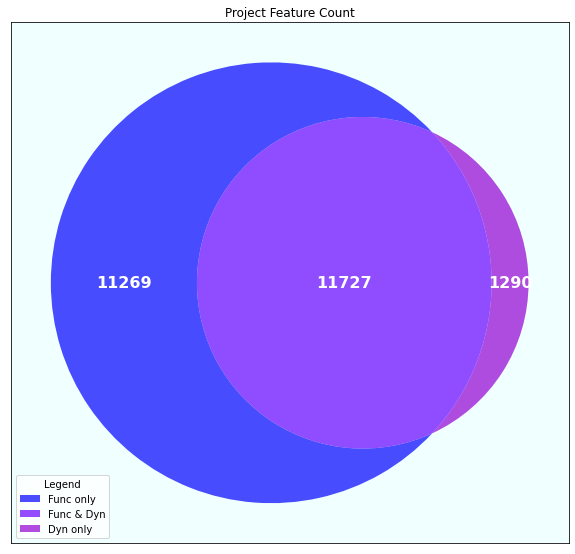 Project Feature Count
11269
11727
1290
Legend
Func only
Func & Dyn
Dyn only